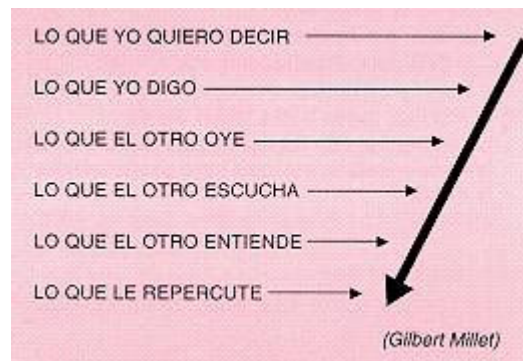 LO QUE YO QUIERO DECIR
LO QUE YO DIGO
LO QUE EL OTRO OYE
LO QUE EL OTRO ESCUCHA
LO QUE EL OTRO ENTIENDE
LO QUE LE REPERCUTE
(Gilbert Millet)